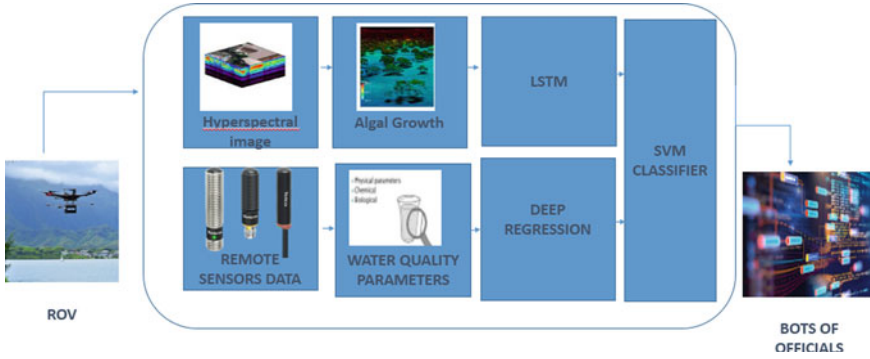 Hyperspectral
image
Algal Growth
LSTM
SVM
CLASSIFIER
REMOTE
SENSORS DATA
Physical parameters
Chemical
Biological
WATER QUALITY
PARAMETERS
DEEP
REGRESSION
ROV
BOTS OF
OFFICIALS